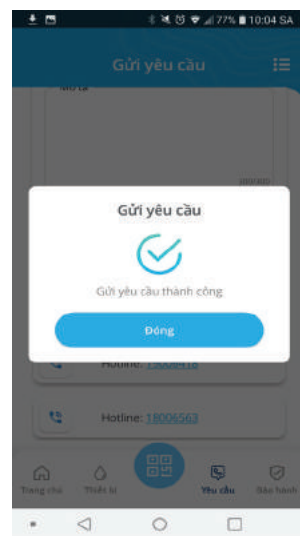 77% 10:04 SA
Gửi yêu cầu
Mô tả
Gửi yêu cầu
Gửi yêu cầu thành công
Đóng
Hotline: 19006418
Hotline: 18006563
Trang chủ Thiết bị Yêu cầu Bảo hành